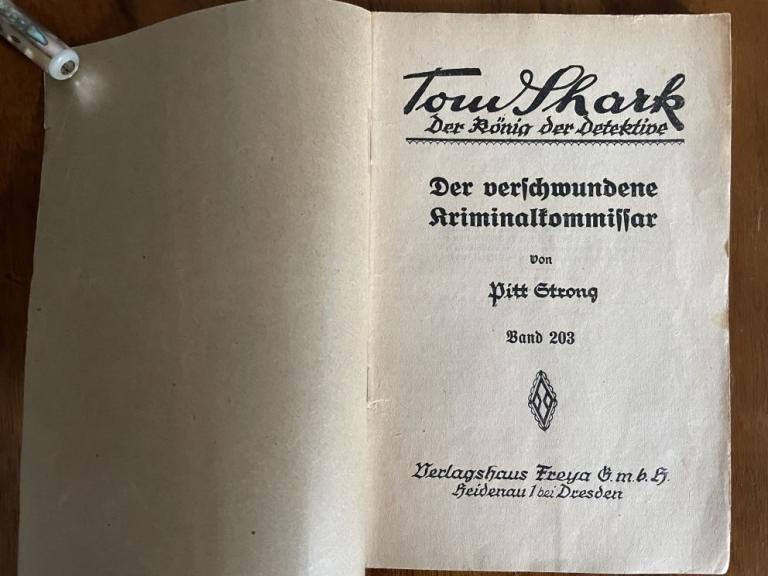 Tom Shark
Der König der Detektive
Der verschwundene
Kriminalkommissar
von
Pitt Strong
Band 203
Verlagshaus Freya G.m.b.H.
Heidenau 1 bei Dresden